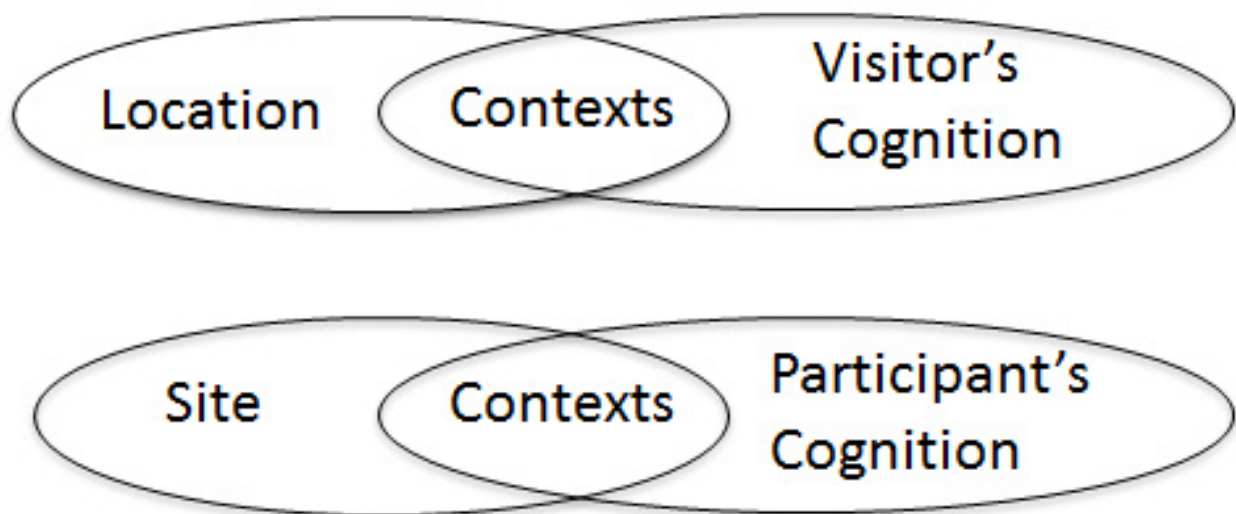 Location
Contexts
Visitor's
Cognition
Site
Contexts
Participant's
Cognition